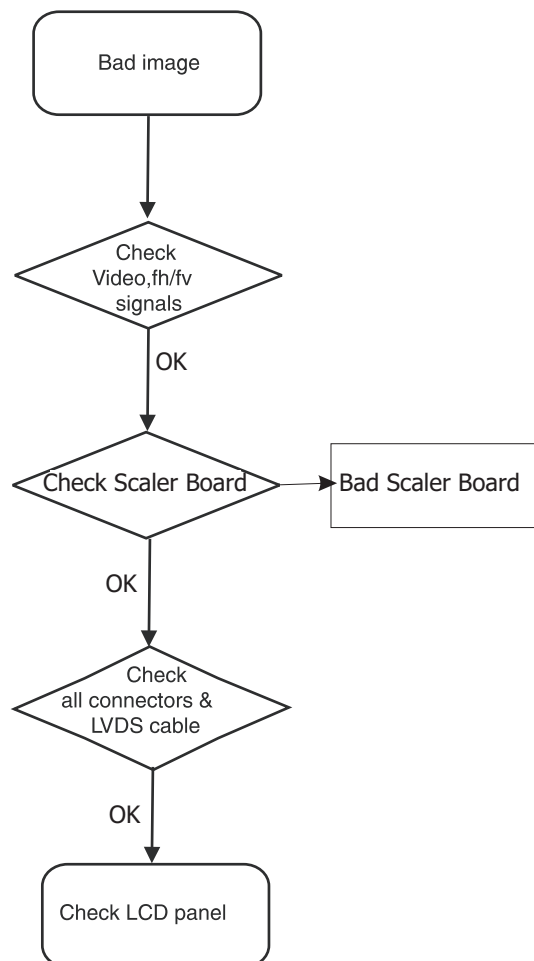 Bad image
Check
Video,fh/fv
signals
OK
Check Scaler Board
Bad Scaler Board
OK
Check
all connectors &
LVDS cable
OK
Check LCD panel